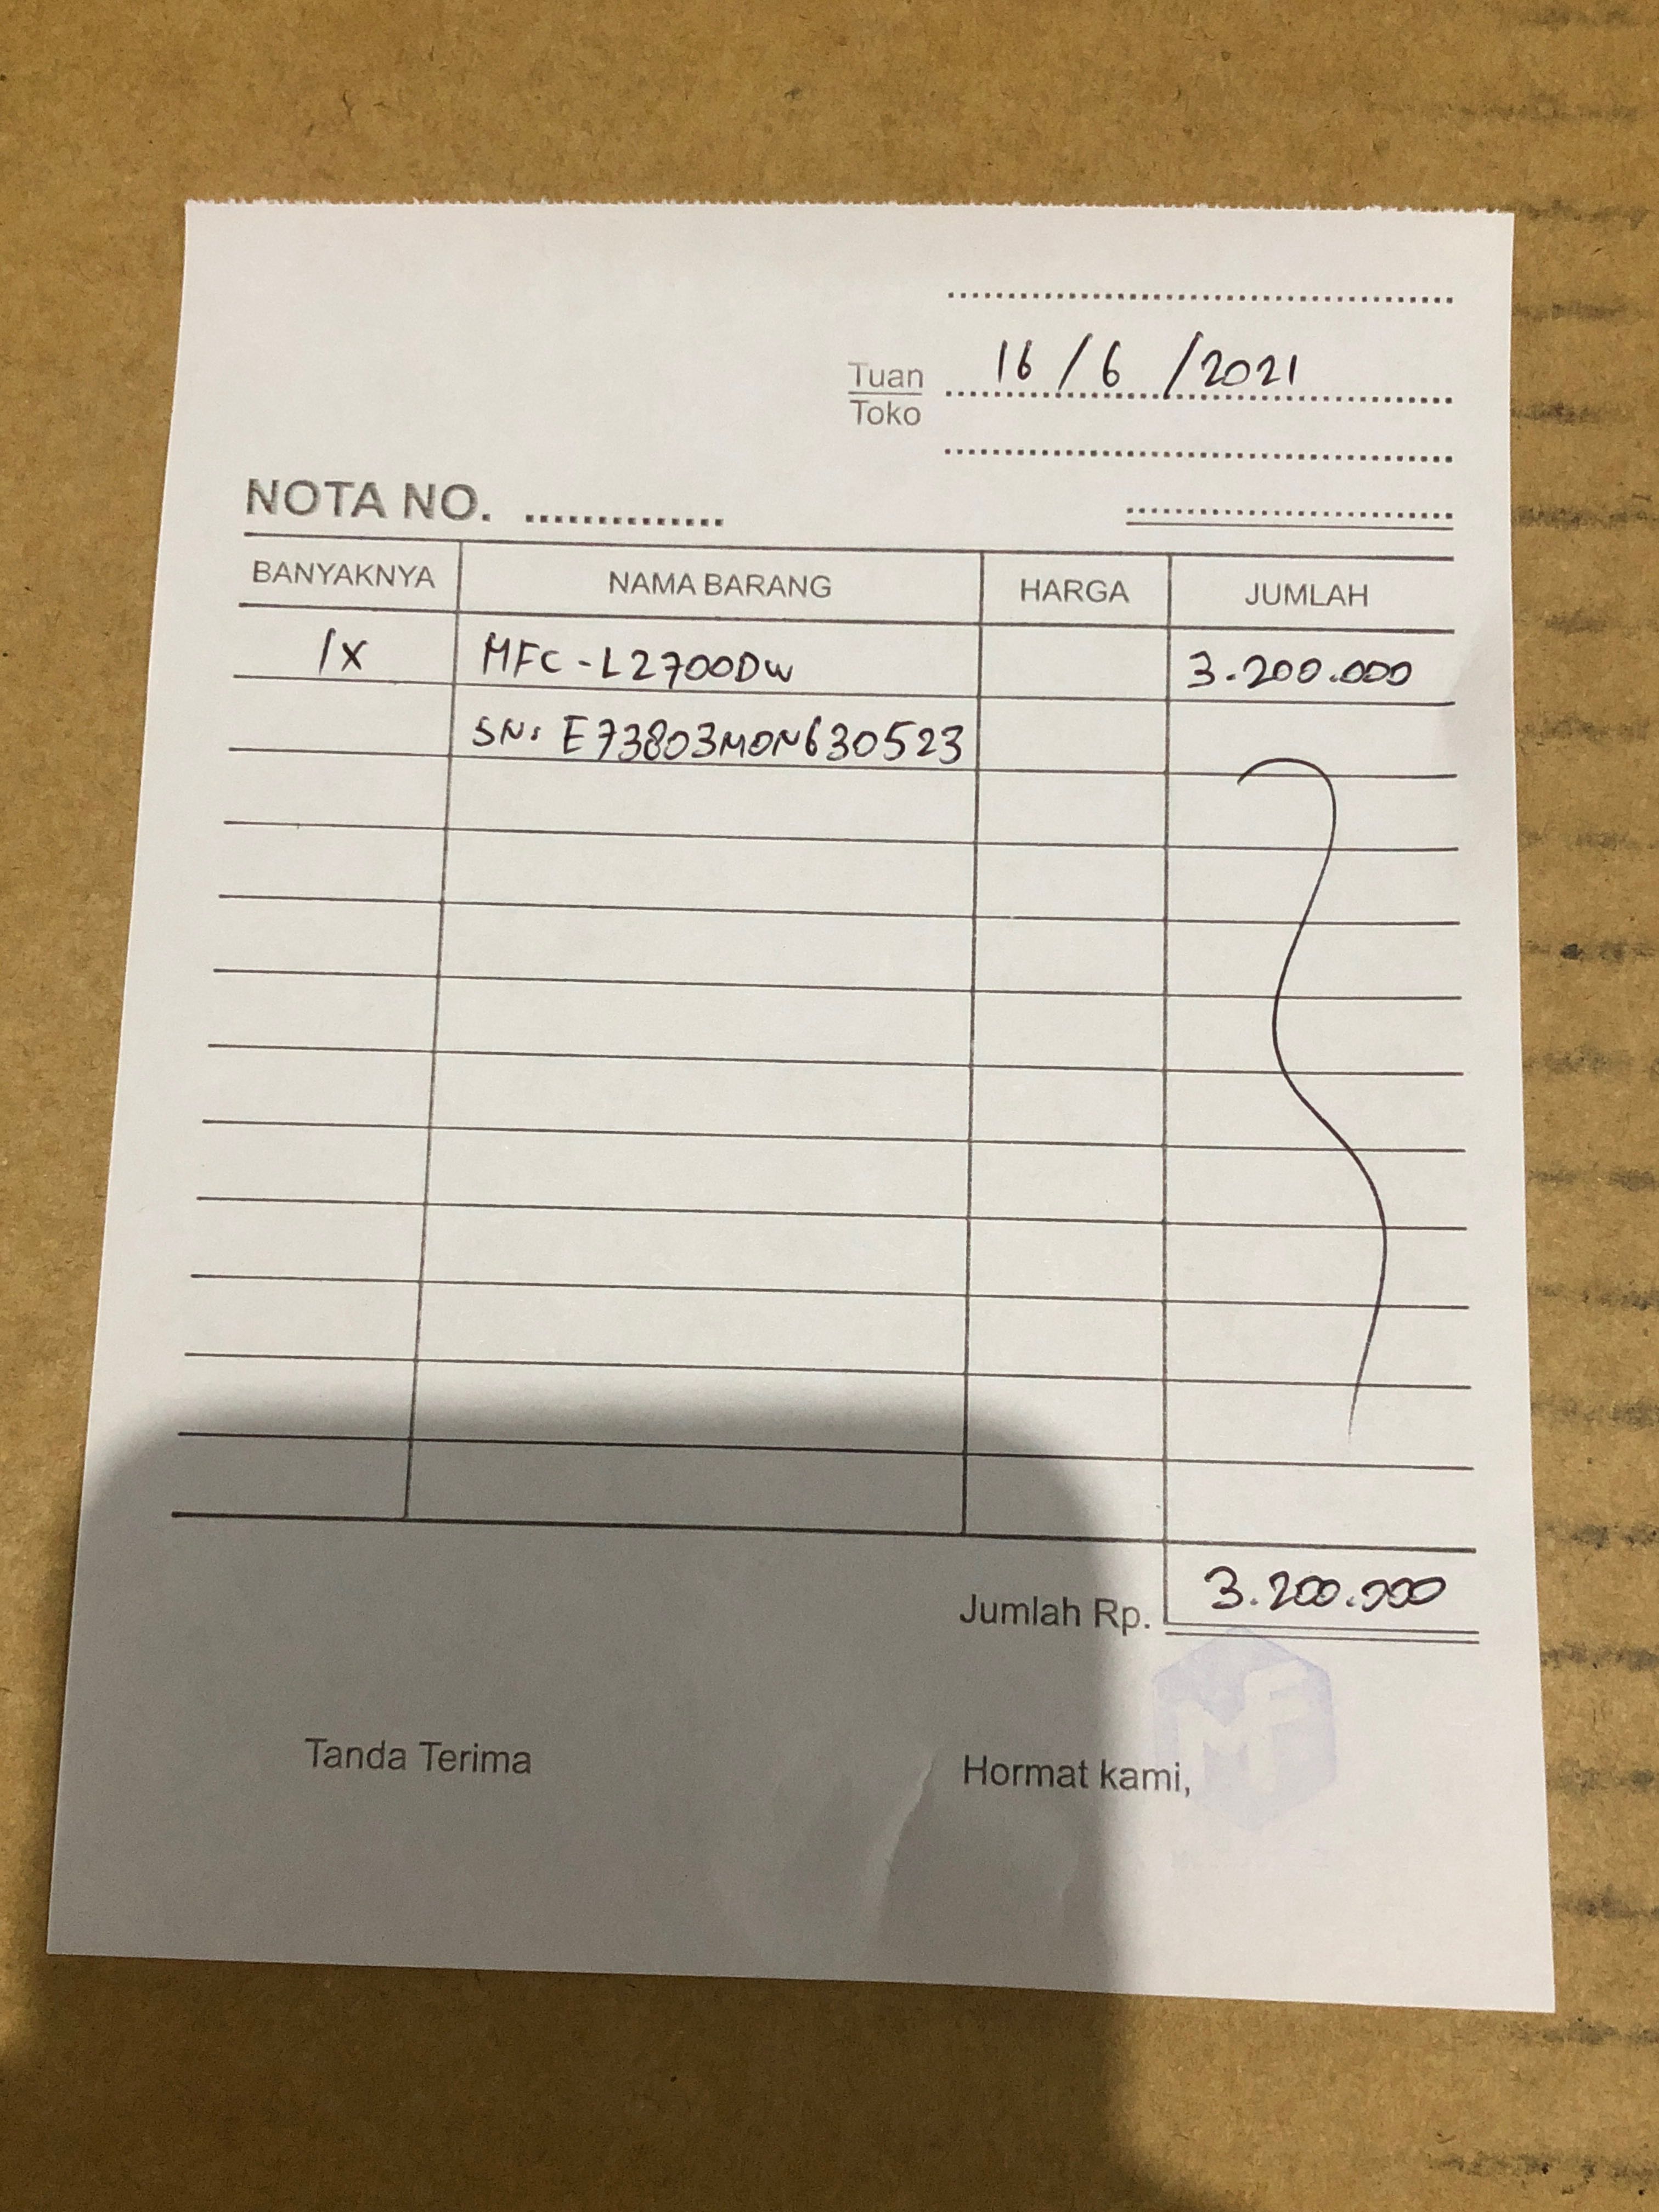 16 / 6 / 2021
Tuan
Toko
NOTA NO. ..............
BANYAKNYA NAMA BARANG HARGA JUMLAH
1X MFC-L2700DW 3.200.000
SN: E73803M0N630523
Jumlah Rp. 3.200.000
Tanda Terima Hormat kami,
MF